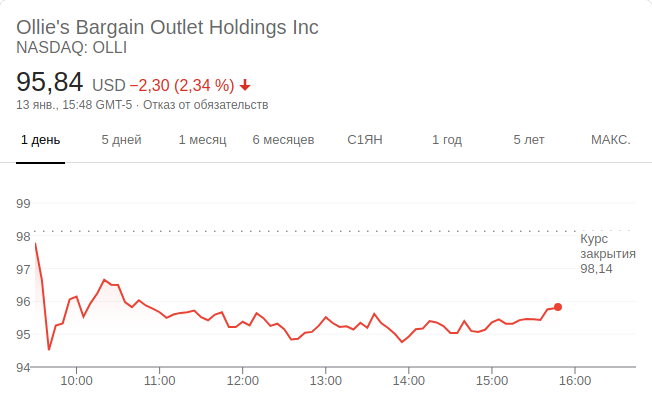 Ollie's Bargain Outlet Holdings Inc
NASDAQ: OLLI
95,84 USD −2,30 (2,34 %)
13 янв., 15:48 GMT-5 · Отказ от обязательств
1 день 5 дней 1 месяц 6 месяцев С1ЯН 1 год 5 лет МАКС.
99
98
97
96
95
94
Курс
закрытия
98,14
10:00 11:00 12:00 13:00 14:00 15:00 16:00